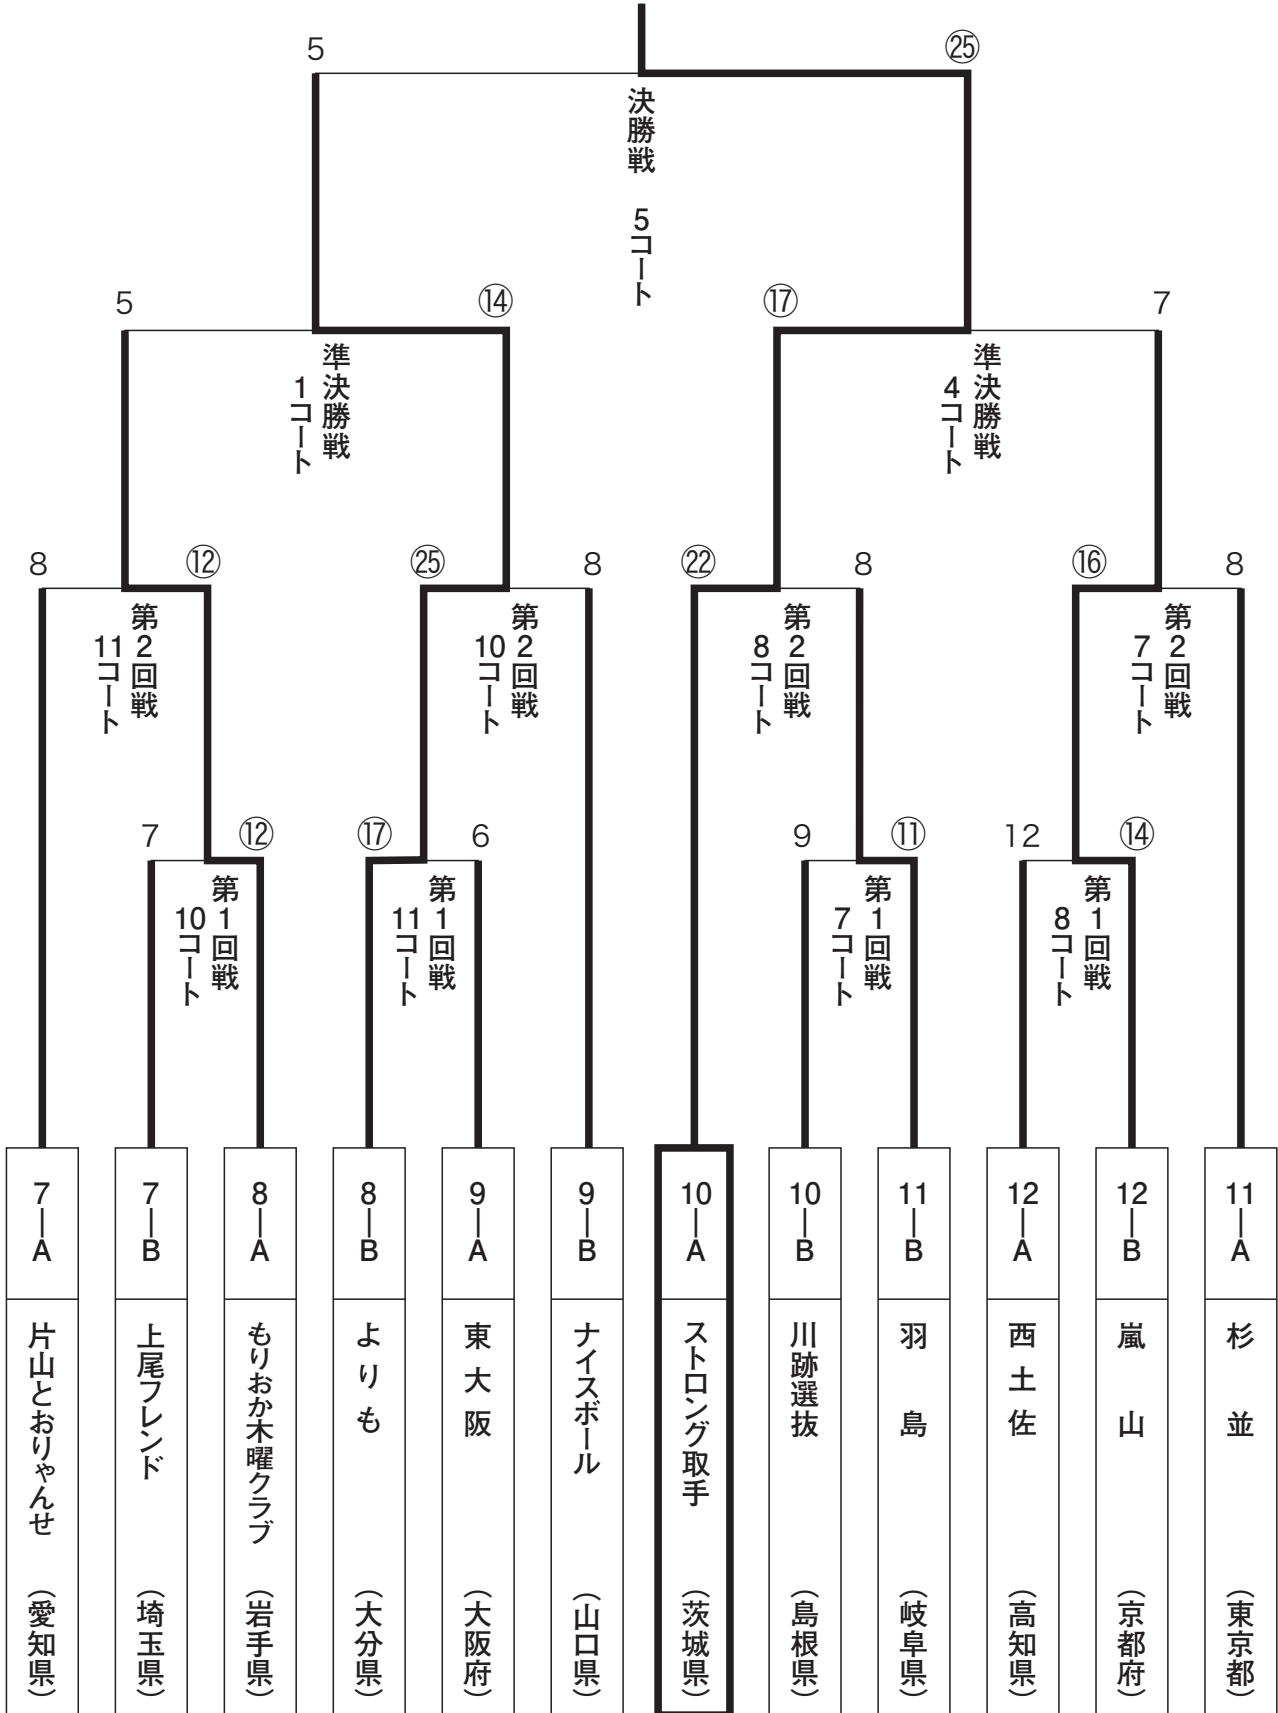 5
㉕
決勝戦 5コート
5
⑭
⑰
7
準決勝戦
1コート
準決勝戦
4コート
8
⑫
㉕
8
㉒
8
⑯
8
第2回戦
11コート
第2回戦
10コート
第2回戦
8コート
第2回戦
7コート
7
⑫
⑰
6
9
⑪
12
⑭
第1回戦
10コート
第1回戦
11コート
第1回戦
7コート
第1回戦
8コート
7―A 片山とおりゃんせ (愛知県)
7―B 上尾フレンド (埼玉県)
8―A もりおか木曜クラブ (岩手県)
8―B よりも (大分県)
9―A 東大阪 (大阪府)
9―B ナイスボール (山口県)
10―A ストロング取手 (茨城県)
10―B 川跡選抜 (島根県)
11―B 羽島 (岐阜県)
12―A 西土佐 (高知県)
12―B 嵐山 (京都府)
11―A 杉並 (東京都)